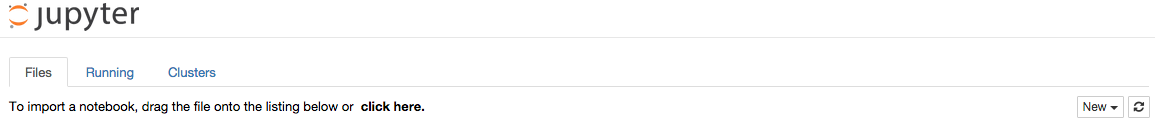 jupyter
Files Running Clusters
To import a notebook, drag the file onto the listing below or click here. New